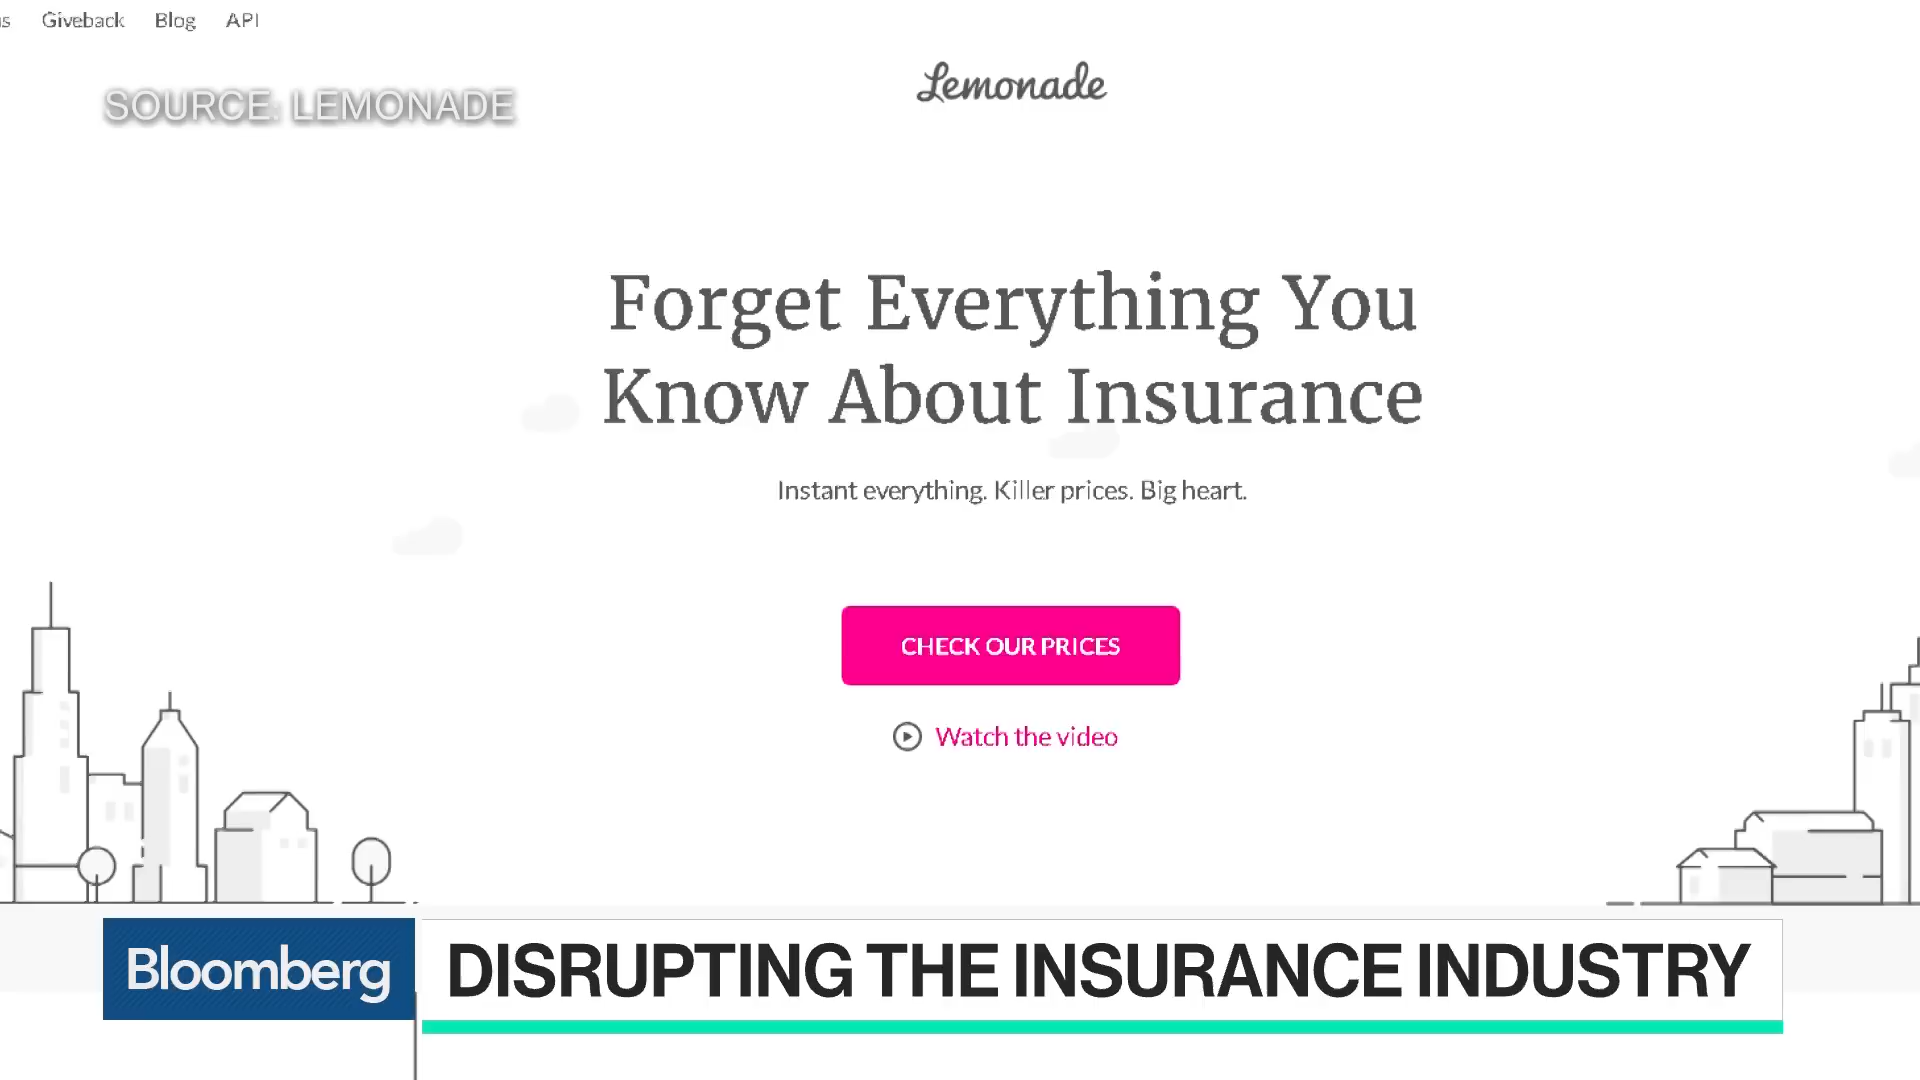 Giveback Blog API
Lemonade
SOURCE: LEMONADE
Forget Everything You
Know About Insurance
Instant everything. Killer prices. Big heart.
CHECK OUR PRICES
Watch the video
Bloomberg
DISRUPTING THE INSURANCE INDUSTRY